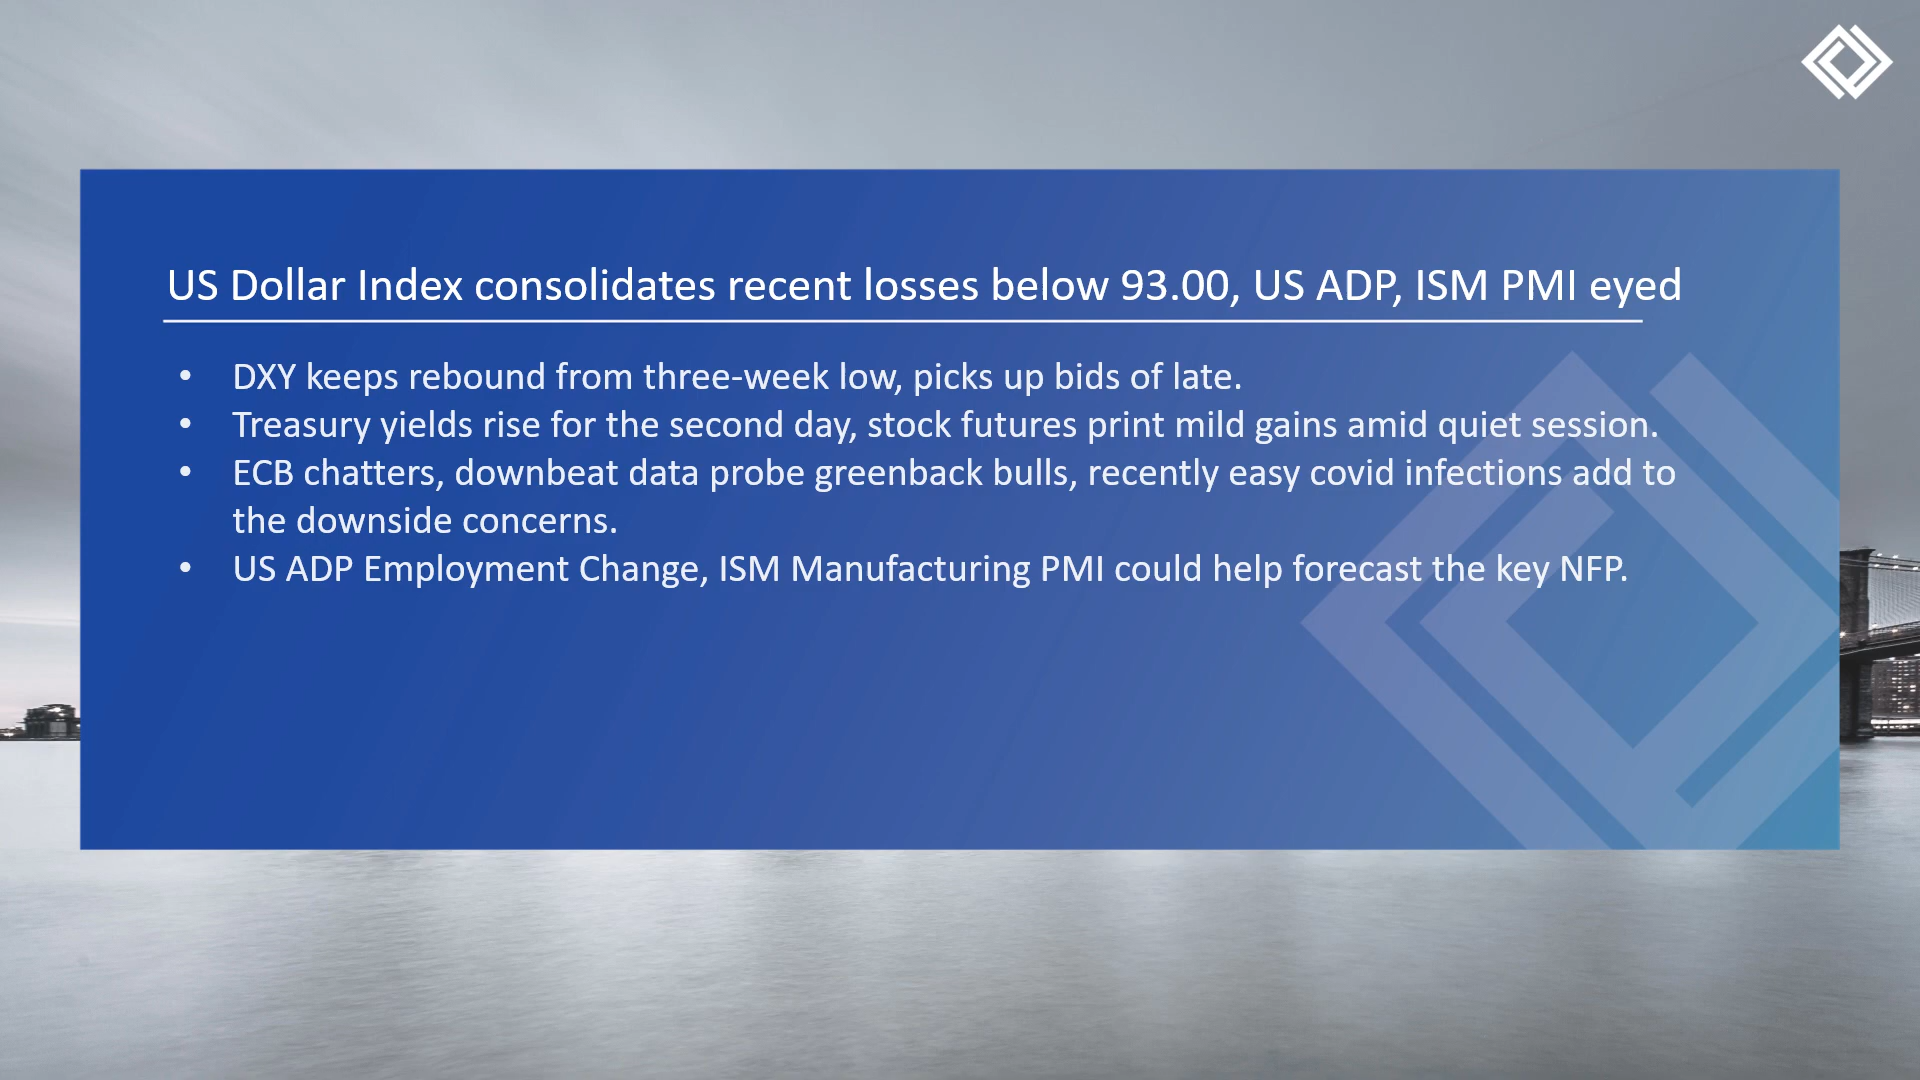 US Dollar Index consolidates recent losses below 93.00, US ADP, ISM PMI eyed
• DXY keeps rebound from three-week low, picks up bids of late.
• Treasury yields rise for the second day, stock futures print mild gains amid quiet session.
• ECB chatters, downbeat data probe greenback bulls, recently easy covid infections add to
the downside concerns.
• US ADP Employment Change, ISM Manufacturing PMI could help forecast the key NFP.